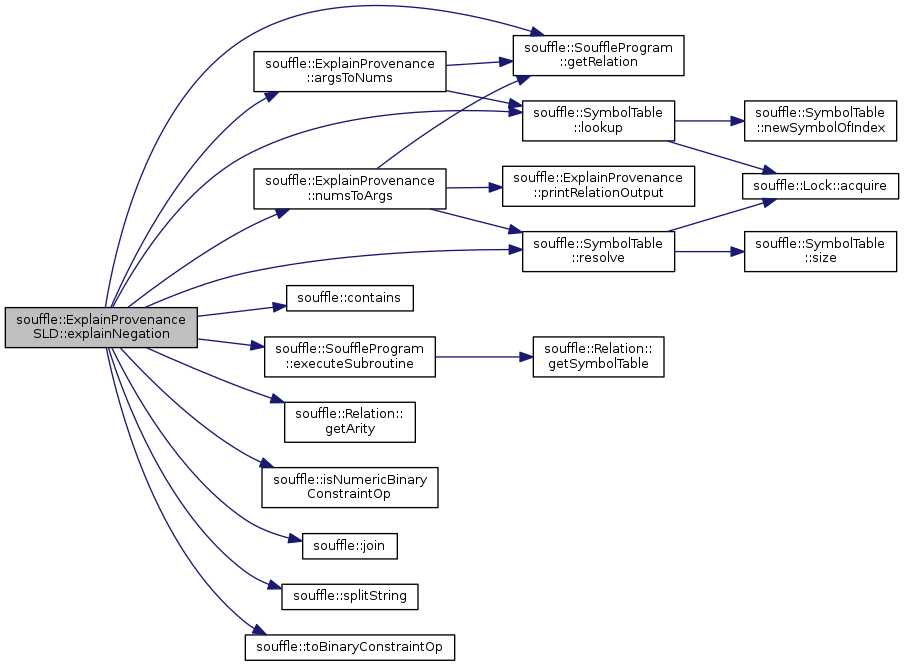 souffle::ExplainProvenance
SLD::explainNegation
souffle::ExplainProvenance
::argsToNums
souffle::ExplainProvenance
::numsToArgs
souffle::contains
souffle::SouffleProgram
::executeSubroutine
souffle::Relation::
getArity
souffle::isNumericBinary
ConstraintOp
souffle::join
souffle::splitString
souffle::toBinaryConstraintOp
souffle::SouffleProgram
::getRelation
souffle::SymbolTable
::lookup
souffle::ExplainProvenance
::printRelationOutput
souffle::SymbolTable
::resolve
souffle::Relation::
getSymbolTable
souffle::SymbolTable
::newSymbolOfIndex
souffle::Lock::acquire
souffle::SymbolTable
::size